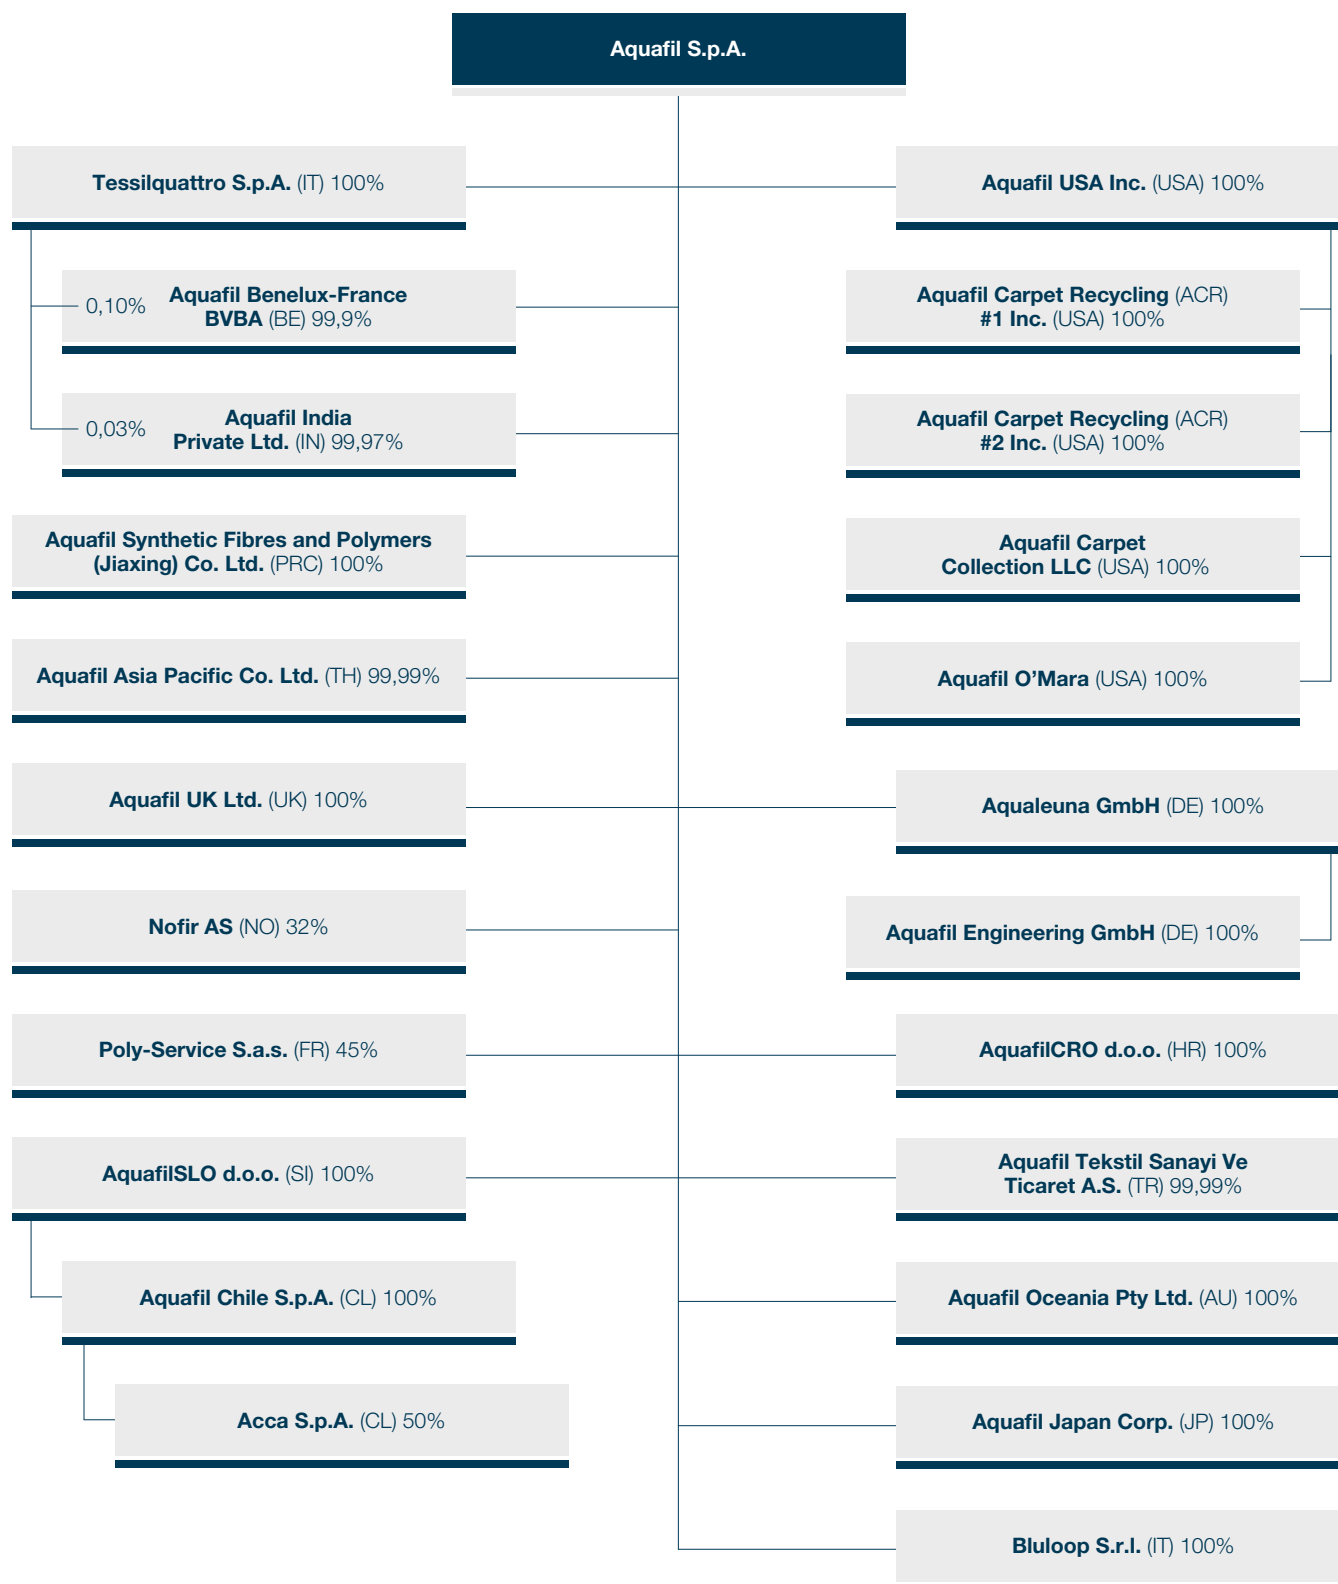 Aquafil S.p.A.
Tessilquattro S.p.A. (IT) 100%
0,10%
Aquafil Benelux-France
BVBA (BE) 99,9%
0,03%
Aquafil India
Private Ltd. (IN) 99,97%
Aquafil Synthetic Fibres and Polymers
(Jiaxing) Co. Ltd. (PRC) 100%
Aquafil Asia Pacific Co. Ltd. (TH) 99,99%
Aquafil UK Ltd. (UK) 100%
Nofir AS (NO) 32%
Poly-Service S.a.s. (FR) 45%
AquafilSLO d.o.o. (SI) 100%
Aquafil Chile S.p.A. (CL) 100%
Acca S.p.A. (CL) 50%
Aquafil USA Inc. (USA) 100%
Aquafil Carpet Recycling (ACR)
#1 Inc. (USA) 100%
Aquafil Carpet Recycling (ACR)
#2 Inc. (USA) 100%
Aquafil Carpet
Collection LLC (USA) 100%
Aquafil O’Mara (USA) 100%
Aqualeuna GmbH (DE) 100%
Aquafil Engineering GmbH (DE) 100%
AquafilCRO d.o.o. (HR) 100%
Aquafil Tekstil Sanayi Ve
Ticaret A.S. (TR) 99,99%
Aquafil Oceania Pty Ltd. (AU) 100%
Aquafil Japan Corp. (JP) 100%
Bluloop S.r.l. (IT) 100%